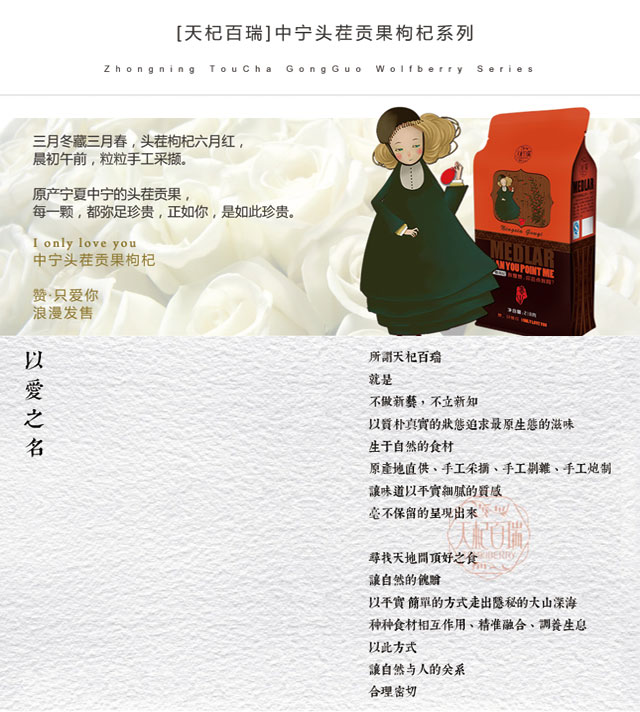 [天杞百瑞]中宁头茬贡果枸杞系列
Zhongning TouCha GongGuo Wolfberry Series
三月冬藏三月春，头茬枸杞六月红，
晨初午前，粒粒手工采撷。
原产宁夏中宁的头茬贡果，
每一颗，都弥足珍贵，正如你，是如此珍贵。
I only love you
中宁头茬贡果枸杞
赞·只爱你
浪漫发售
MEDLAR
MEDLAR
AN YOU POINT ME
以愛之名
所謂天杞百瑞
就是
不做新藝，不立新知
以質朴真實的狀態追求最原生態的滋味
生于自然的食材
原產地直供、手工采摘、手工剔雜、手工炮制
讓味道以平實細膩的質感
毫不保留的呈現出來
天杞百瑞
尋找天地間頂好之食
讓自然的饋贈
以平實 簡單的方式走出隱秘的大山深海
种种食材相互作用、精准融合、調養生息
以此方式
讓自然与人的关系
合理密切